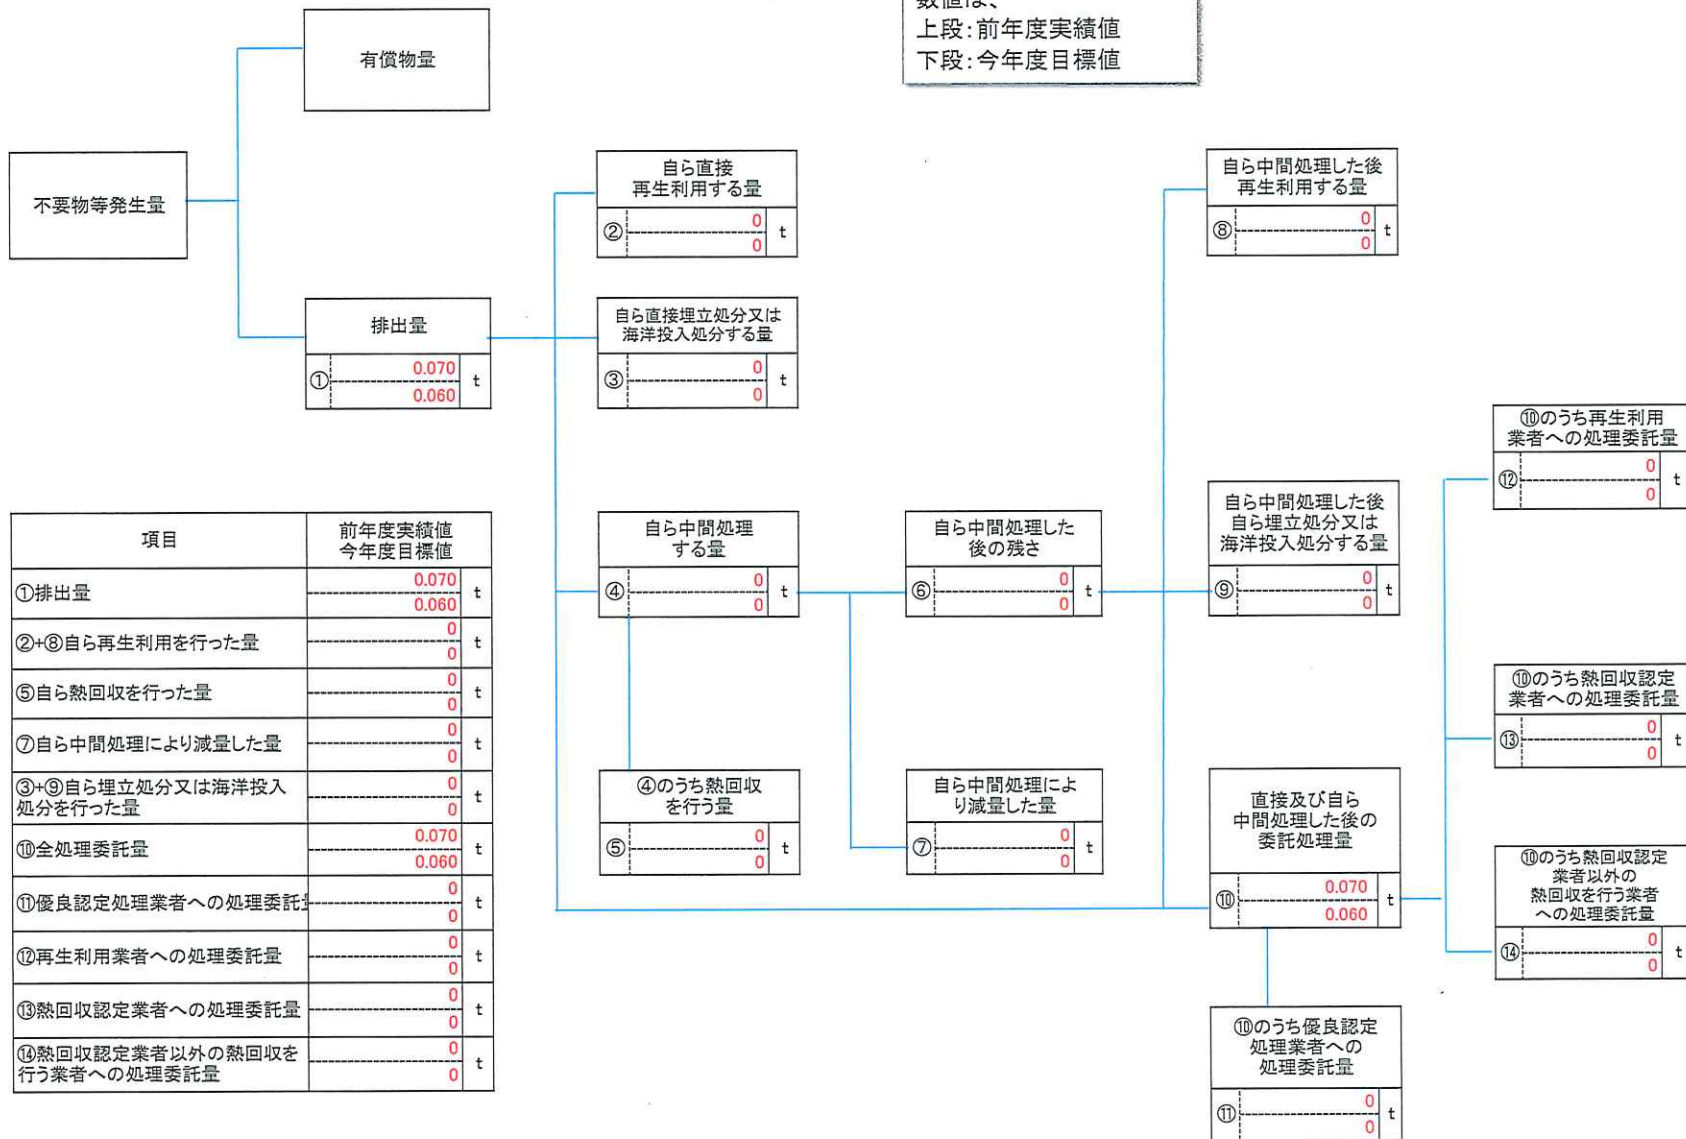 数値は、
上段:前年度実績値
下段:今年度目標値
有償物量
不要物等発生量
排出量
① 0.070 t
0.060
自ら直接
再生利用する量
② 0 t
0
自ら直接埋立処分又は
海洋投入処分する量
③ 0 t
0
自ら中間処理
する量
④ 0 t
0
④のうち熱回収
を行う量
⑤ 0 t
0
自ら中間処理した
後の残さ
⑥ 0 t
0
自ら中間処理によ
り減量した量
⑦ 0 t
0
自ら中間処理した後
再生利用する量
⑧ 0 t
0
自ら中間処理した後
自ら埋立処分又は
海洋投入処分する量
⑨ 0 t
0
直接及び自ら
中間処理した後の
委託処理量
⑩ 0.070 t
0.060
⑩のうち優良認定
処理業者への
処理委託量
⑪ 0 t
0
⑩のうち再生利用
業者への処理委託量
⑫ 0 t
0
⑩のうち熱回収認定
業者への処理委託量
⑬ 0 t
0
⑩のうち熱回収認定
業者以外の
熱回収を行う業者
への処理委託量
⑭ 0 t
0
項目 前年度実績値
今年度目標値
①排出量 0.070 t
0.060
②+⑧自ら再生利用を行った量 0 t
0
⑤自ら熱回収を行った量 0 t
0
⑦自ら中間処理により減量した量 0 t
0
③+⑨自ら埋立処分又は海洋投入
処分を行った量 0 t
0
⑩全処理委託量 0.070 t
0.060
⑪優良認定処理業者への処理委託 0 t
0
⑫再生利用業者への処理委託量 0 t
0
⑬熱回収認定業者への処理委託量 0 t
0
⑭熱回収認定業者以外の熱回収を
行う業者への処理委託量 0 t
0